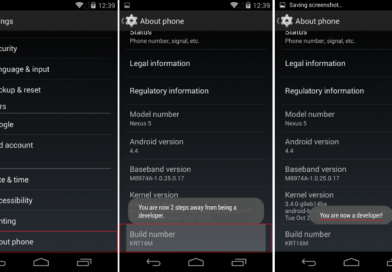 12:39
ngs
curity
nguage & input
ckup & reset
rs
ogle
d account
te & time
cessibility
nting
out phone
12:39
About phone
Status
Phone number, signal, etc.
Legal information
Regulatory information
Model number
Nexus 5
Android version
4.4
Baseband version
M8974A-1.0.25.0.17
Kernel version
You are now 2 steps away from being a
developer.
Build number
KRT16M
Saving screenshot...
About phone
Status
Phone number, signal, etc.
Legal information
Regulatory information
Model number
Nexus 5
Android version
4.4
Baseband version
M8974A-1.0.25.0.17
Kernel version
3.4.0-g9eb14ba
android-b
Tue Oct 2
You are now a developer!
Build number
KRT16M